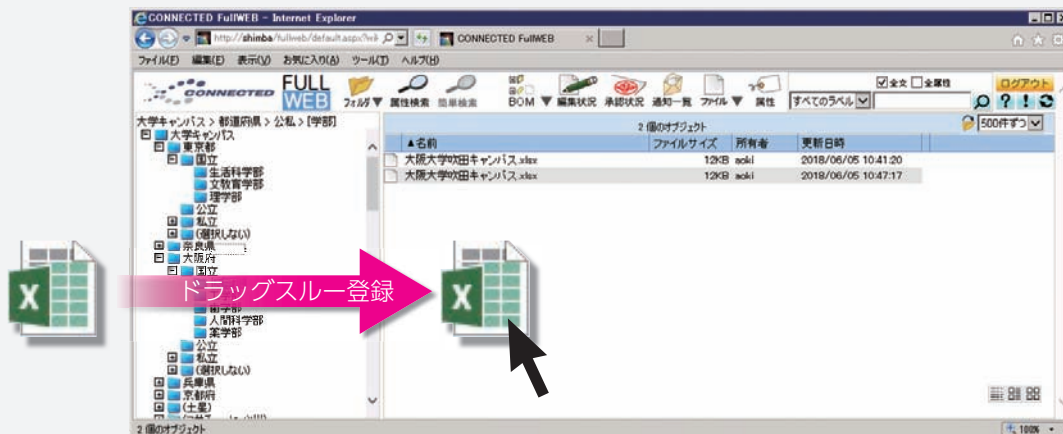 CONNECTED FullWEB - Internet Explorer
http://shimba/fullweb/default.aspx?wi
CONNECTED FullWEB
ファイル(F) 編集(E) 表示(V) お気に入り(A) ツール(T) ヘルプ(H)
CONNECTED FULL WEB
フォルダ ▼ 属性検索 簡単検索 BOM ▼ 編集状況 承認状況 通知一覧 ファイル ▼ 属性
すべてのラベル
全文 全属性
ログアウト
大学キャンパス > 都道府県 > 公私 > [学部]
2 個のオブジェクト
500件ずつ
▲名前 ファイルサイズ 所有者 更新日時
大阪大学吹田キャンパス.xlsx 12KB aoki 2018/06/05 10:41:20
大阪大学吹田キャンパス.xlsx 12KB aoki 2018/06/05 10:47:17
大学キャンパス
東京都
国立
生活科学部
文教育学部
理学部
公立
私立
(選択しない)
奈良県
大阪府
国立
ドラッグスルー登録
歯学部
人間科学部
薬学部
公立
私立
(選択しない)
兵庫県
京都府
(土星)
2 個のオブジェクト
100%